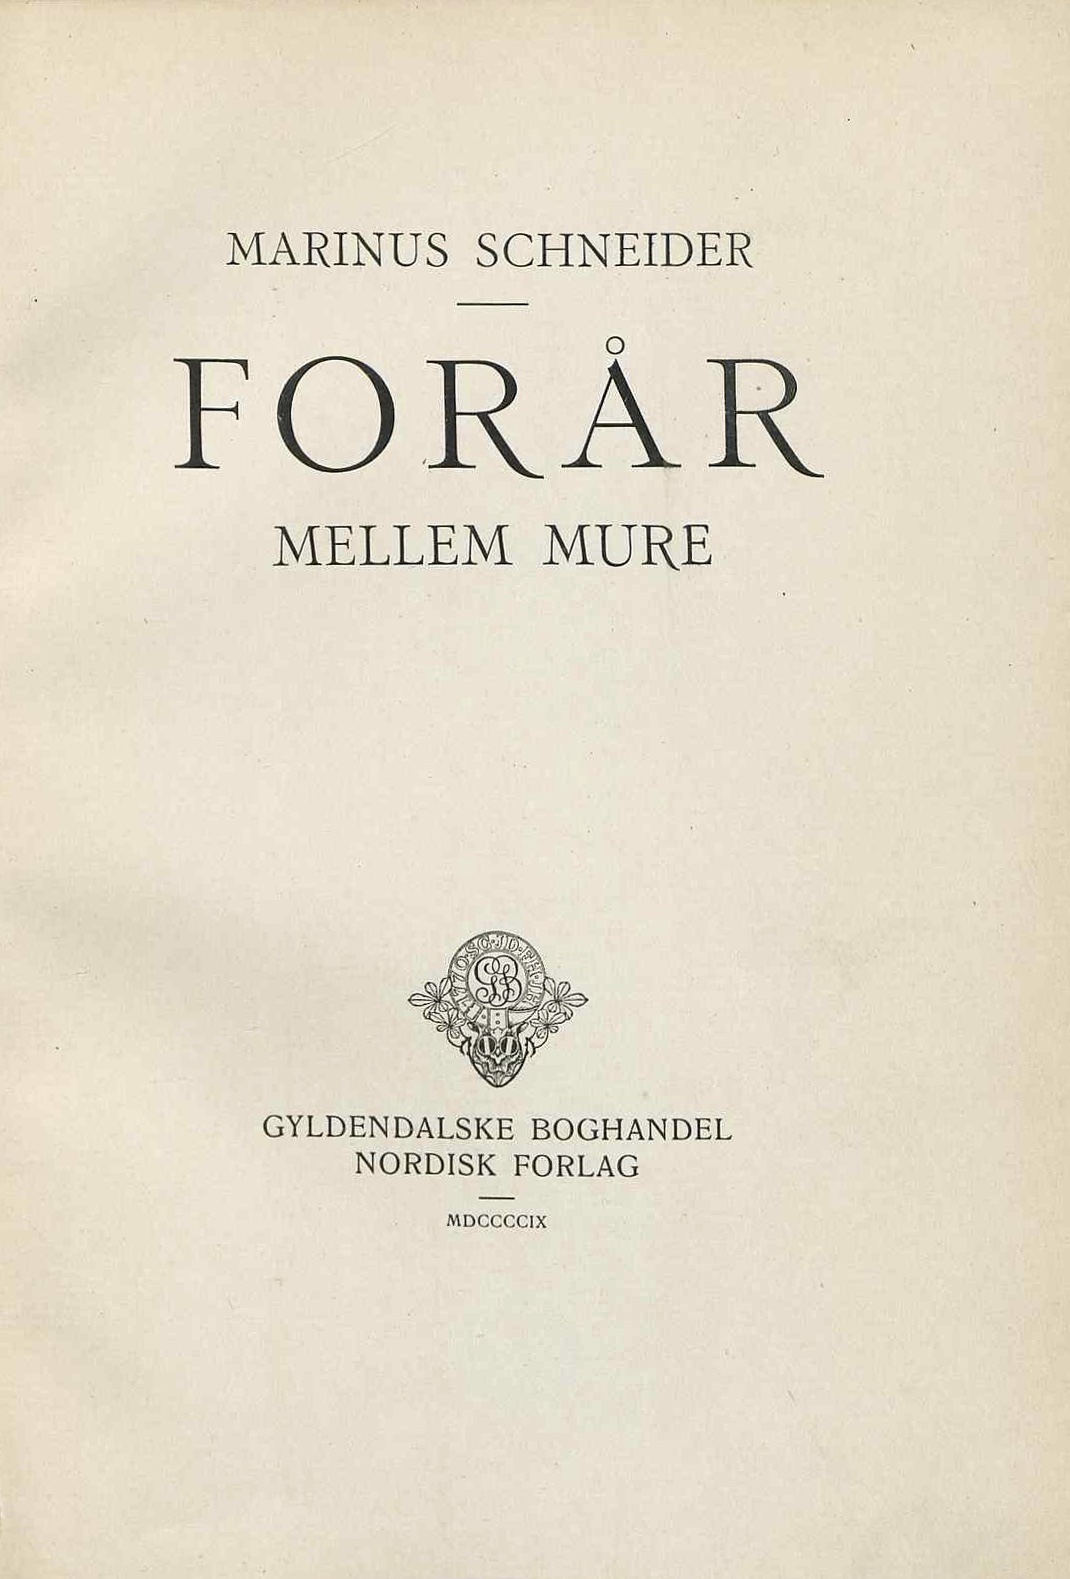 MARINUS SCHNEIDER
FORÅR
MELLEM MURE
GYLDENDALSKE BOGHANDEL
NORDISK FORLAG
MDCCCCIX